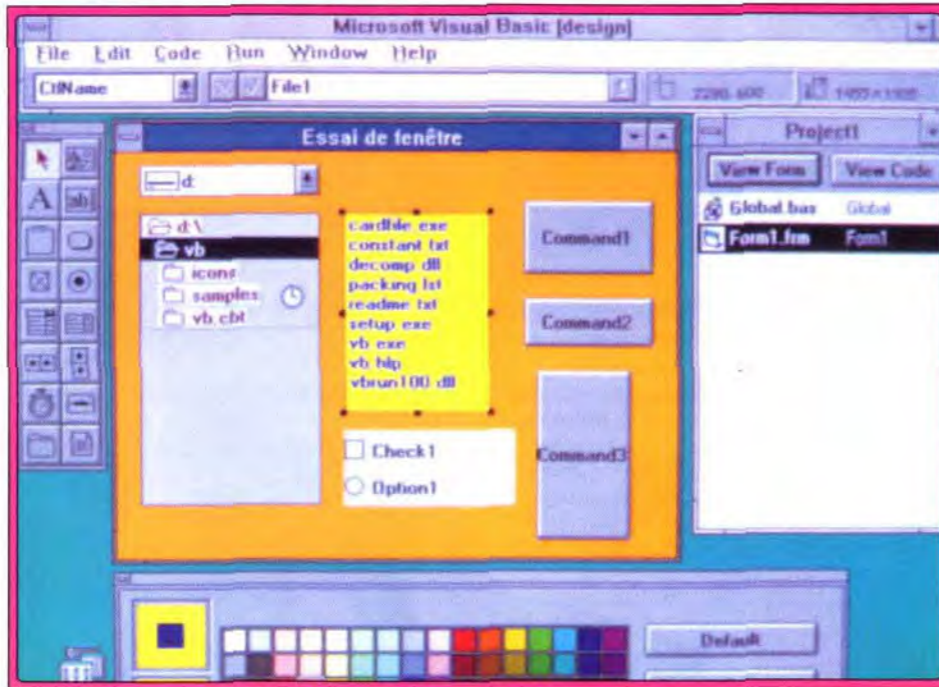 Microsoft Visual Basic [design]
File Edit Code Run Window Help
CtlName
File1
Essai de fenêtre
d:
d:\
vb
icons
samples
vb.cbt
cardfile exe
constant txt
decomp dll
packing lst
readme txt
setup exe
vb exe
vb hlp
vbrun100 dll
Command1
Command2
Command3
Check1
Option1
Project1
View Form View Code
Global.bas Global
Form1.frm Form1
Default